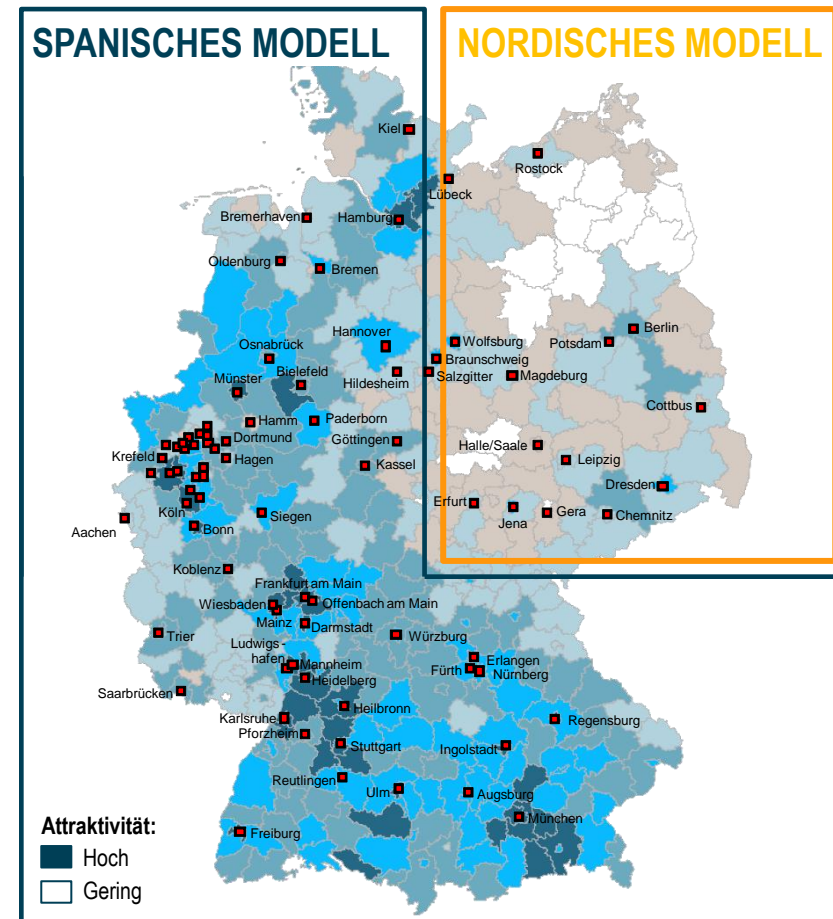 SPANISCHES MODELL
NORDISCHES MODELL
Kiel
Rostock
Lübeck
Bremerhaven
Hamburg
Oldenburg
Bremen
Berlin
Hannover
Wolfsburg
Potsdam
Osnabrück
Braunschweig
Bielefeld
Hildesheim
Salzgitter
Magdeburg
Münster
Cottbus
Hamm
Paderborn
Dortmund
Göttingen
Halle/Saale
Krefeld
Hagen
Kassel
Leipzig
Dresden
Köln
Erfurt
Jena
Gera
Chemnitz
Siegen
Aachen
Bonn
Koblenz
Frankfurt am Main
Wiesbaden
Offenbach am Main
Mainz
Darmstadt
Trier
Würzburg
Ludwigs-
hafen
Mannheim
Erlangen
Fürth
Nürnberg
Heidelberg
Saarbrücken
Heilbronn
Karlsruhe
Regensburg
Pforzheim
Stuttgart
Ingolstadt
Reutlingen
Ulm
Augsburg
München
Freiburg
Attraktivität:
Hoch
Gering